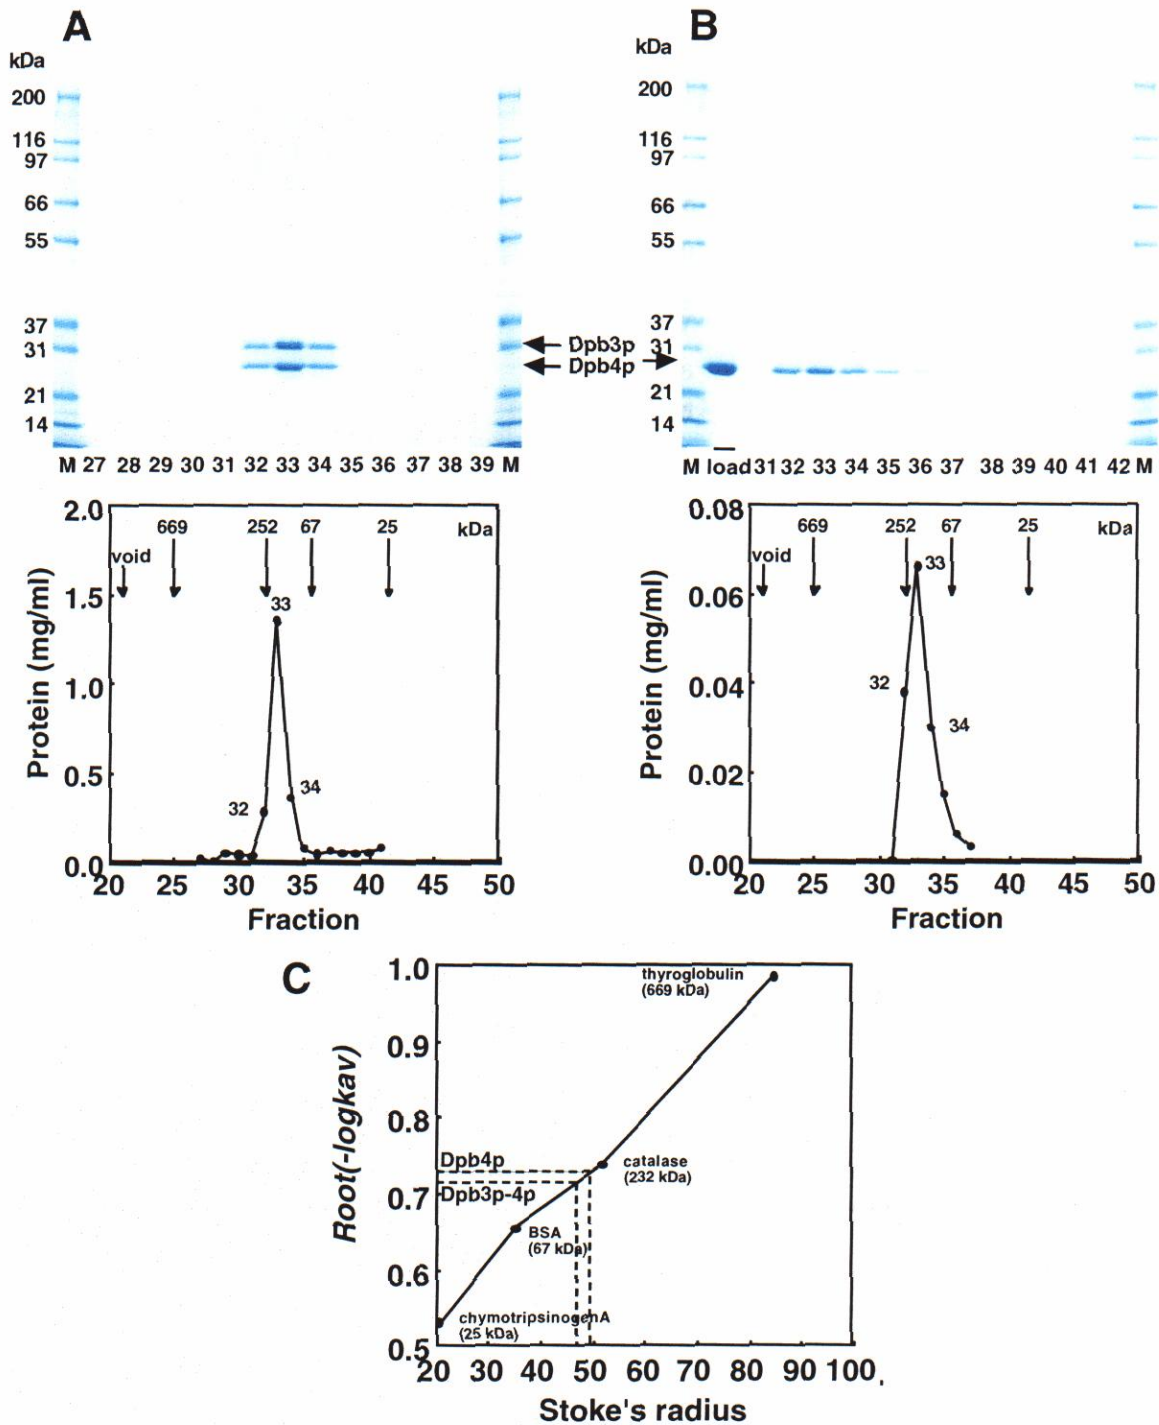 A
kDa
200
116
97
66
55
37
31
21
14
Dpb3p
Dpb4p
M 27 28 29 30 31 32 33 34 35 36 37 38 39 M
B
kDa
200
116
97
66
55
37
31
21
14
M load 31 32 33 34 35 36 37 38 39 40 41 42 M
2.0
1.5
1.0
0.5
0.0
Protein (mg/ml)
void
669
252
67
25
kDa
33
32
34
20 25 30 35 40 45 50
Fraction
0.08
0.06
0.04
0.02
0.00
Protein (mg/ml)
void
669
252
67
25
kDa
33
32
34
20 25 30 35 40 45 50
Fraction
C
1.0
0.9
0.8
0.7
0.6
0.5
Root(-logkav)
thyroglobulin
(669 kDa)
Dpb4p
Dpb3p-4p
catalase
(232 kDa)
BSA
(67 kDa)
chymotripsinogenA
(25 kDa)
20 30 40 50 60 70 80 90 100
Stoke's radius